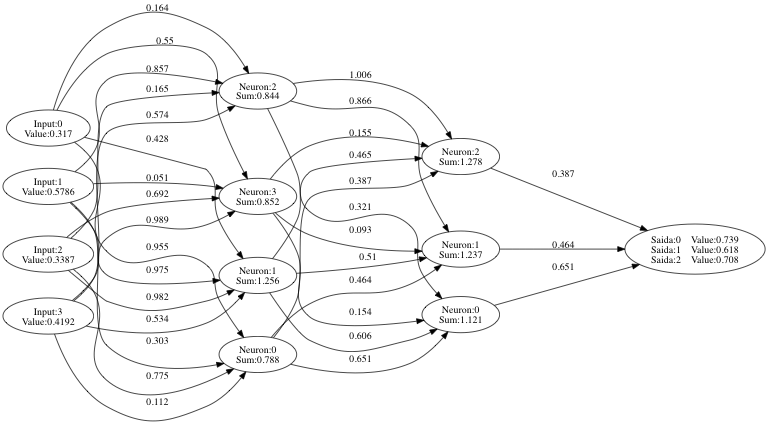 0.164
0.55
0.857
0.165
0.574
0.428
0.051
0.692
0.989
0.955
0.975
0.982
0.534
0.303
0.775
0.112
Input:0
Value:0.317
Input:1
Value:0.5786
Input:2
Value:0.3387
Input:3
Value:0.4192
Neuron:2
Sum:0.844
Neuron:3
Sum:0.852
Neuron:1
Sum:1.256
Neuron:0
Sum:0.788
1.006
0.866
0.155
0.465
0.387
0.321
0.093
0.51
0.464
0.154
0.606
0.651
Neuron:2
Sum:1.278
Neuron:1
Sum:1.237
Neuron:0
Sum:1.121
0.387
0.464
0.651
Saida:0 Value:0.739
Saida:1 Value:0.618
Saida:2 Value:0.708